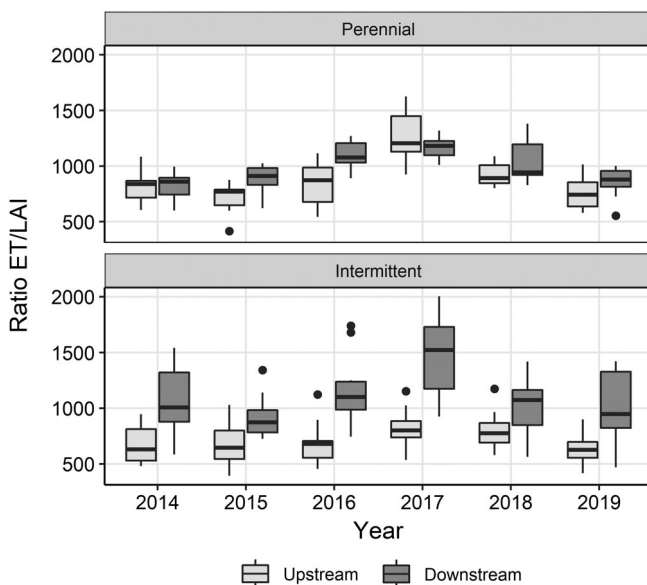 Perennial
2000
1500
1000
500
Ratio ET/LAI
Intermittent
2000
1500
1000
500
2014 2015 2016 2017 2018 2019
Year
Upstream Downstream